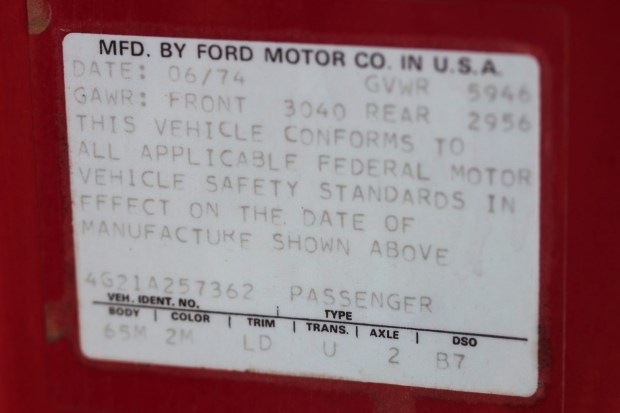 MFD. BY FORD MOTOR CO. IN U.S.A.
DATE: 06/74 GVWR 5946
GAWR: FRONT 3040 REAR 2956
THIS VEHICLE CONFORMS TO
ALL APPLICABLE FEDERAL MOTOR
VEHICLE SAFETY STANDARDS IN
EFFECT ON THE DATE OF
MANUFACTURE SHOWN ABOVE
4G21A257362 PASSENGER
VEH. IDENT. NO. TYPE
BODY COLOR TRIM TRANS. AXLE DSO
65M 2M LD U 2 B7